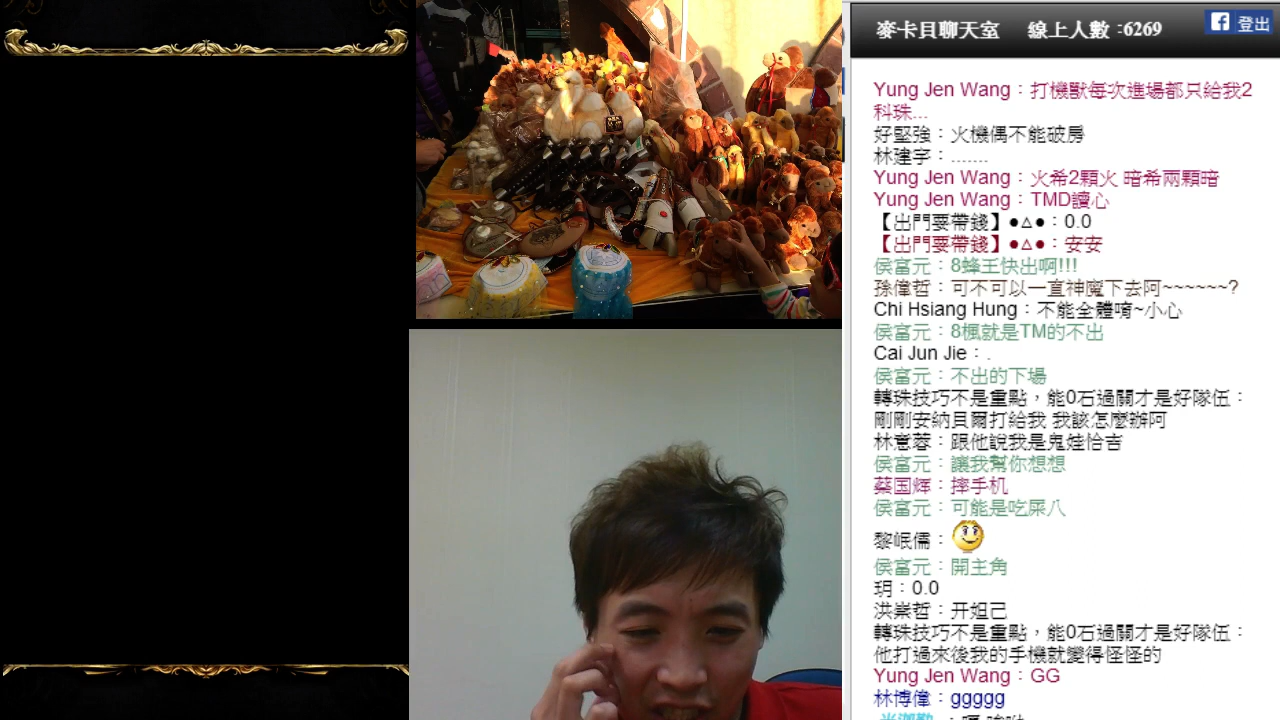 麥卡貝聊天室 線上人數 :6269
登出
Yung Jen Wang：打機獸每次進場都只給我2
科珠...
好堅強：火機偶不能破房
林建宇：.......
Yung Jen Wang：火希2顆火 暗希兩顆暗
Yung Jen Wang：TMD讀心
【出門要帶錢】●△●：0.0
【出門要帶錢】●△●：安安
侯富元：8蜂王快出啊!!!
孫偉哲：可不可以一直神魔下去阿~~~~~~?
Chi Hsiang Hung：不能全體唷~小心
侯富元：8楓就是TM的不出
Cai Jun Jie：.
侯富元：不出的下場
轉珠技巧不是重點，能0石過關才是好隊伍：
剛剛安納貝爾打給我 我該怎麼辦阿
林意蓉：跟他說我是鬼娃恰吉
侯富元：讓我幫你想想
蔡国辉：摔手机
侯富元：可能是吃屎八
黎岷儒：
侯富元：開主角
玥：0.0
洪崇哲：开妲己
轉珠技巧不是重點，能0石過關才是好隊伍：
他打過來後我的手機就變得怪怪的
Yung Jen Wang：GG
林博偉：ggggg